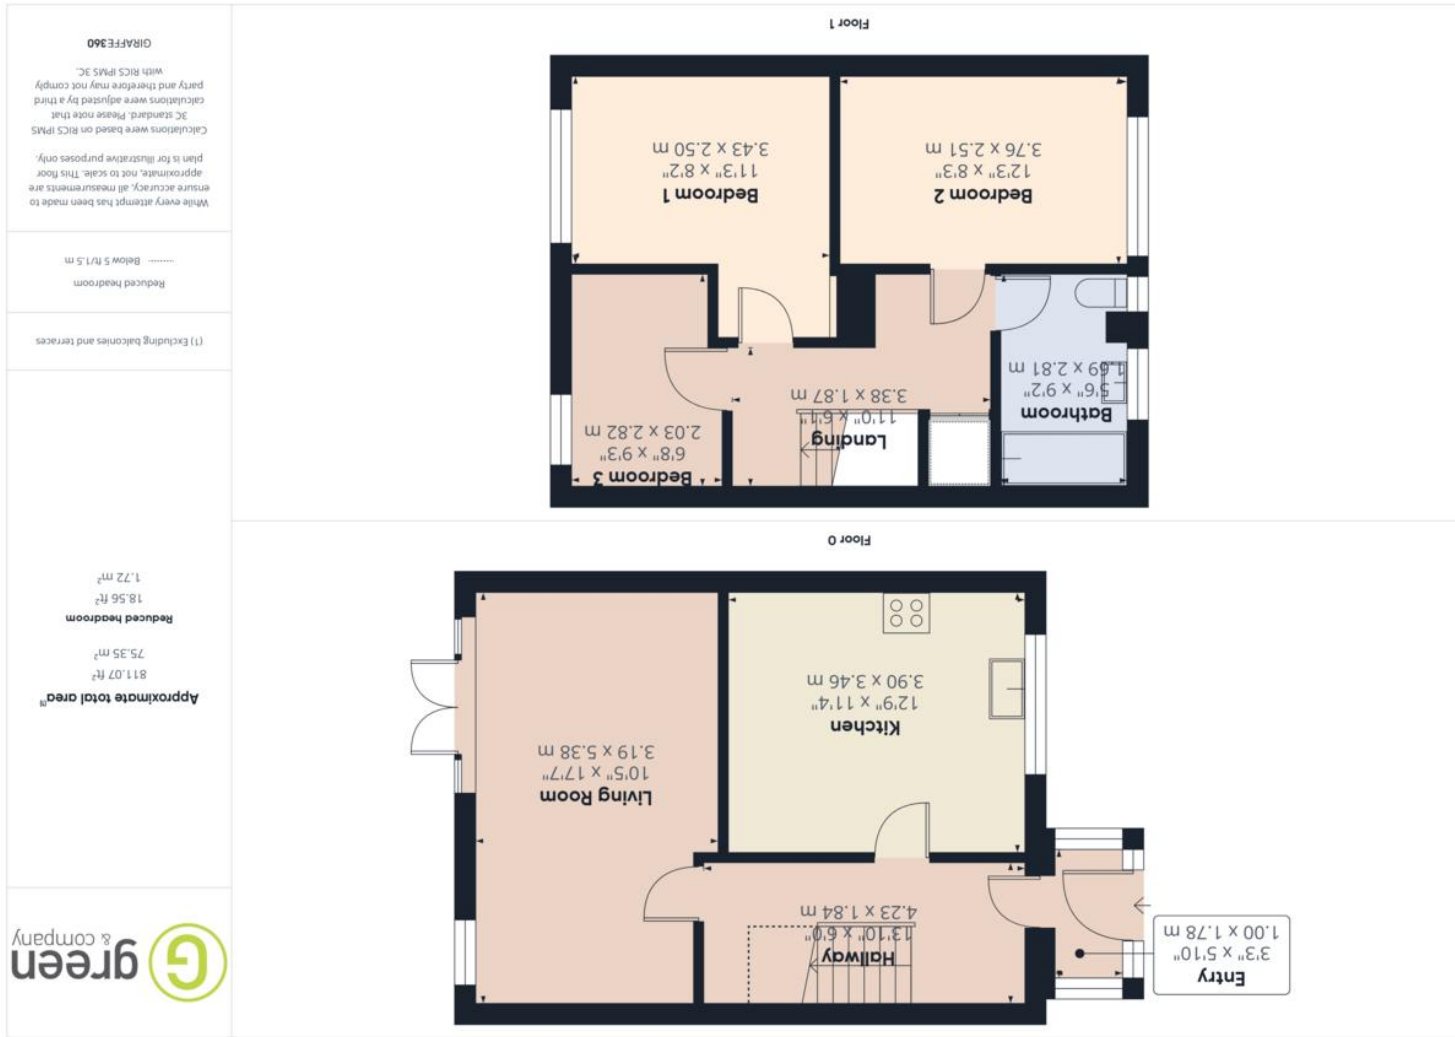 green
& company
Approximate total area⁽¹⁾
811.07 ft²
75.35 m²
Reduced headroom
18.56 ft²
1.72 m²
(1) Excluding balconies and terraces
Reduced headroom
Below 5 ft/1.5 m
While every attempt has been made to
ensure accuracy, all measurements are
approximate, not to scale. This floor
plan is for illustrative purposes only.
Calculations were based on RICS IPMS
3C standard. Please note that
calculations were adjusted by a third
party and therefore may not comply
with RICS IPMS 3C.
GIRAFFE360
Entry
3'3" x 5'10"
1.00 x 1.78 m
Hallway
13'10" x 6'0"
4.23 x 1.84 m
Kitchen
12'9" x 11'4"
3.90 x 3.46 m
Living Room
10'5" x 17'7"
3.19 x 5.38 m
Floor 0
Bathroom
5'6" x 9'2"
1.69 x 2.81 m
Landing
11'0" x 6'1"
3.38 x 1.87 m
Bedroom 3
6'8" x 9'3"
2.03 x 2.82 m
Bedroom 2
12'3" x 8'3"
3.76 x 2.51 m
Bedroom 1
11'3" x 8'2"
3.43 x 2.50 m
Floor 1